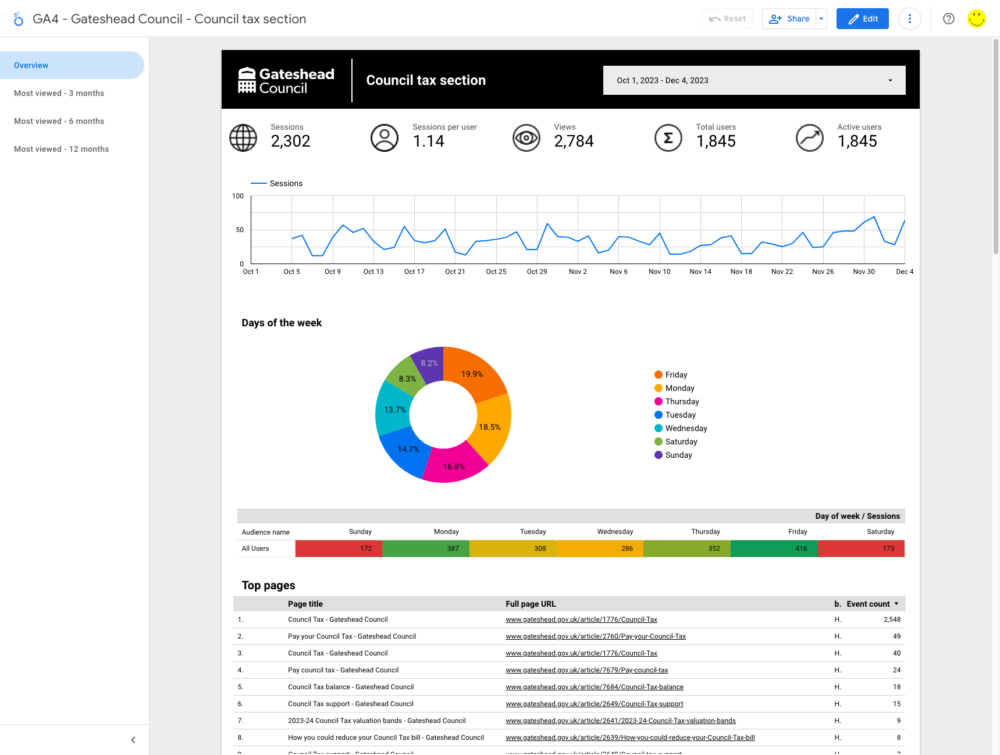 GA4 - Gateshead Council - Council tax section
Reset
Share
Edit
Overview
Most viewed - 3 months
Most viewed - 6 months
Most viewed - 12 months
Gateshead
Council
Council tax section
Oct 1, 2023 - Dec 4, 2023
Sessions
2,302
Sessions per user
1.14
Views
2,784
Total users
1,845
Active users
1,845
Sessions
100
50
0
Oct 1 Oct 5 Oct 9 Oct 13 Oct 17 Oct 21 Oct 25 Oct 29 Nov 2 Nov 6 Nov 10 Nov 14 Nov 18 Nov 22 Nov 26 Nov 30 Dec 4
Days of the week
8.2%
19.9%
8.3%
13.7%
18.5%
14.7%
16.8%
Friday
Monday
Thursday
Tuesday
Wednesday
Saturday
Sunday
Day of week / Sessions
Audience name Sunday Monday Tuesday Wednesday Thursday Friday Saturday
All Users 172 387 308 286 352 416 173
Top pages
Page title Full page URL b. Event count
1. Council Tax - Gateshead Council www.gateshead.gov.uk/article/1776/Council-Tax H.. 2,548
2. Pay your Council Tax - Gateshead Council www.gateshead.gov.uk/article/2760/Pay-your-Council-Tax H.. 49
3. Council Tax - Gateshead Council www.gateshead.gov.uk/article/1776/Council-Tax H.. 40
4. Pay council tax - Gateshead Council www.gateshead.gov.uk/article/7679/Pay-council-tax H.. 24
5. Council Tax balance - Gateshead Council www.gateshead.gov.uk/article/7684/Council-Tax-balance H.. 18
6. Council Tax support - Gateshead Council www.gateshead.gov.uk/article/2649/Council-Tax-support H.. 15
7. 2023-24 Council Tax valuation bands - Gateshead Council www.gateshead.gov.uk/article/2641/2023-24-Council-Tax-valuation-bands H.. 9
8. How you could reduce your Council Tax bill - Gateshead Council www.gateshead.gov.uk/article/2639/How-you-could-reduce-your-Council-Tax-bill H.. 8